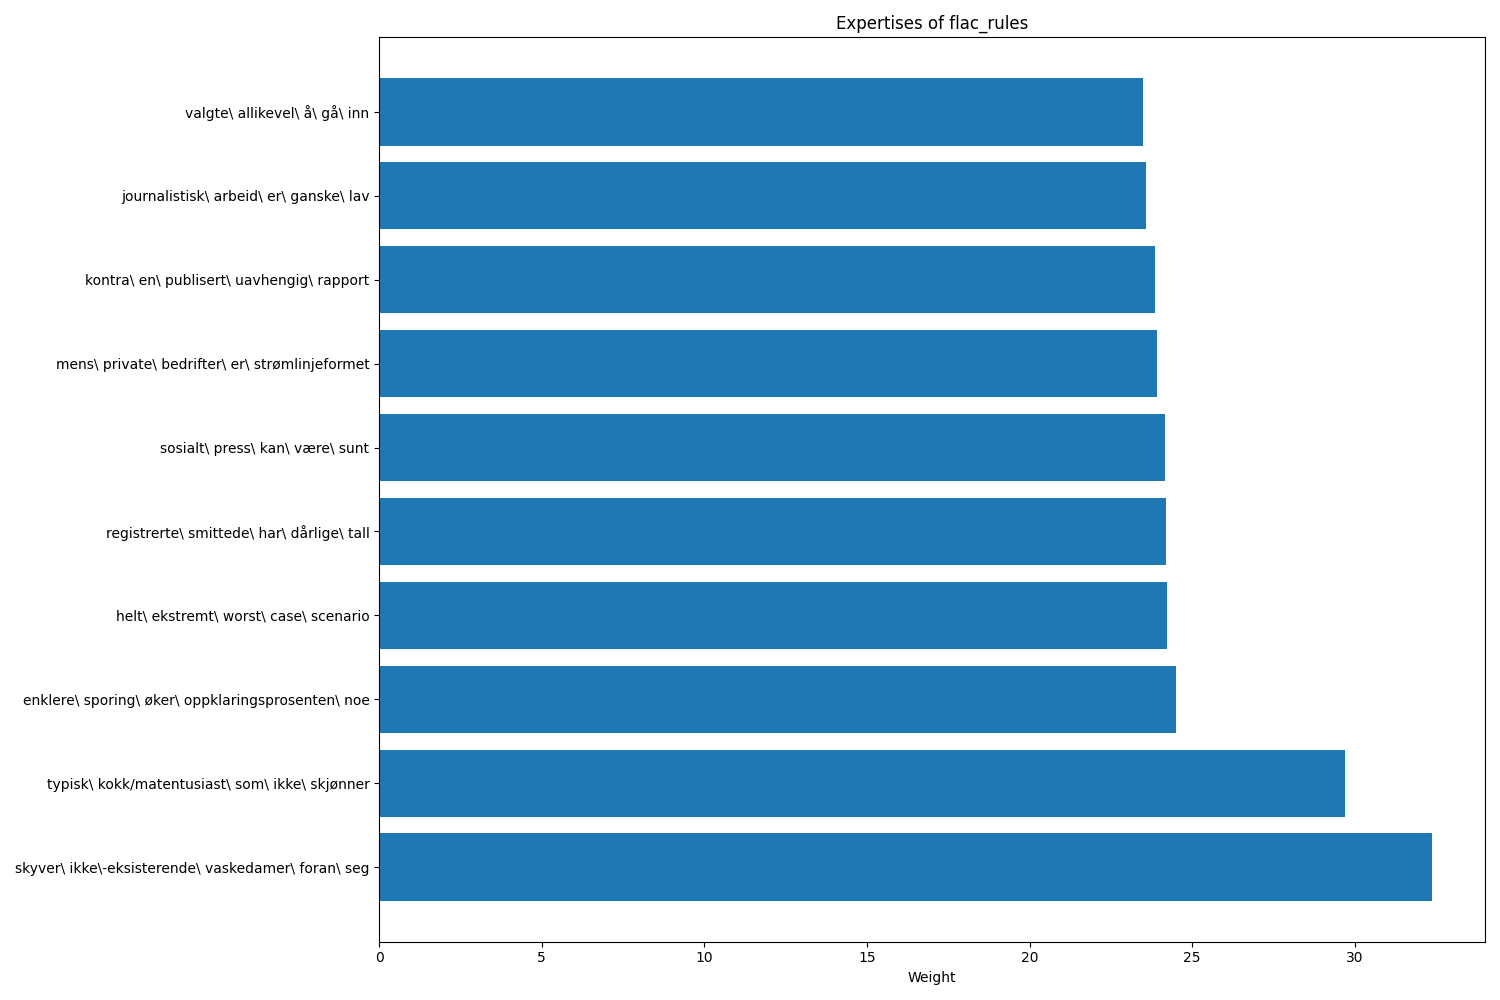 Expertises of flac_rules
valgte\ allikevel\ å\ gå\ inn
journalistisk\ arbeid\ er\ ganske\ lav
kontra\ en\ publisert\ uavhengig\ rapport
mens\ private\ bedrifter\ er\ strømlinjeformet
sosialt\ press\ kan\ være\ sunt
registrerte\ smittede\ har\ dårlige\ tall
helt\ ekstremt\ worst\ case\ scenario
enklere\ sporing\ øker\ oppklaringsprosenten\ noe
typisk\ kokk/matentusiast\ som\ ikke\ skjønner
skyver\ ikke\-eksisterende\ vaskedamer\ foran\ seg
0 5 10 15 20 25 30
Weight